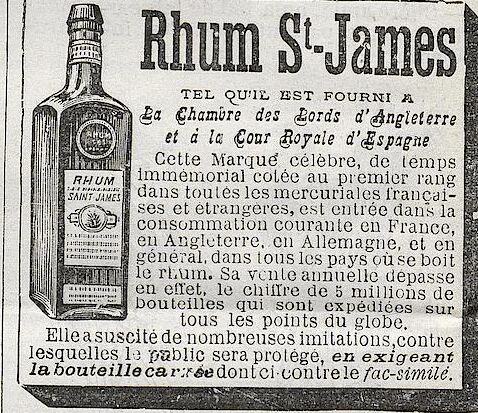 Rhum St-James
TEL QU'IL EST FOURNI A
La Chambre des Lords d'Angleterre
et à la Cour Royale d'Espagne
Cette Marque célèbre, de temps
immémorial cotée au premier rang
dans toutes les mercuriales françai-
ses et étrangères, est entrée dans la
consommation courante en France,
en Angleterre, en Allemagne, et en
général, dans tous les pays où se boit
le rhum. Sa vente annuelle dépasse
en effet, le chiffre de 5 millions de
bouteilles qui sont expédiées sur
tous les points du globe.
Elle a suscité de nombreuses imitations, contre
lesquelles le public sera protégé, en exigeant
la bouteille carrée dont ci-contre le fac-similé.
RHUM
SAINT JAMES